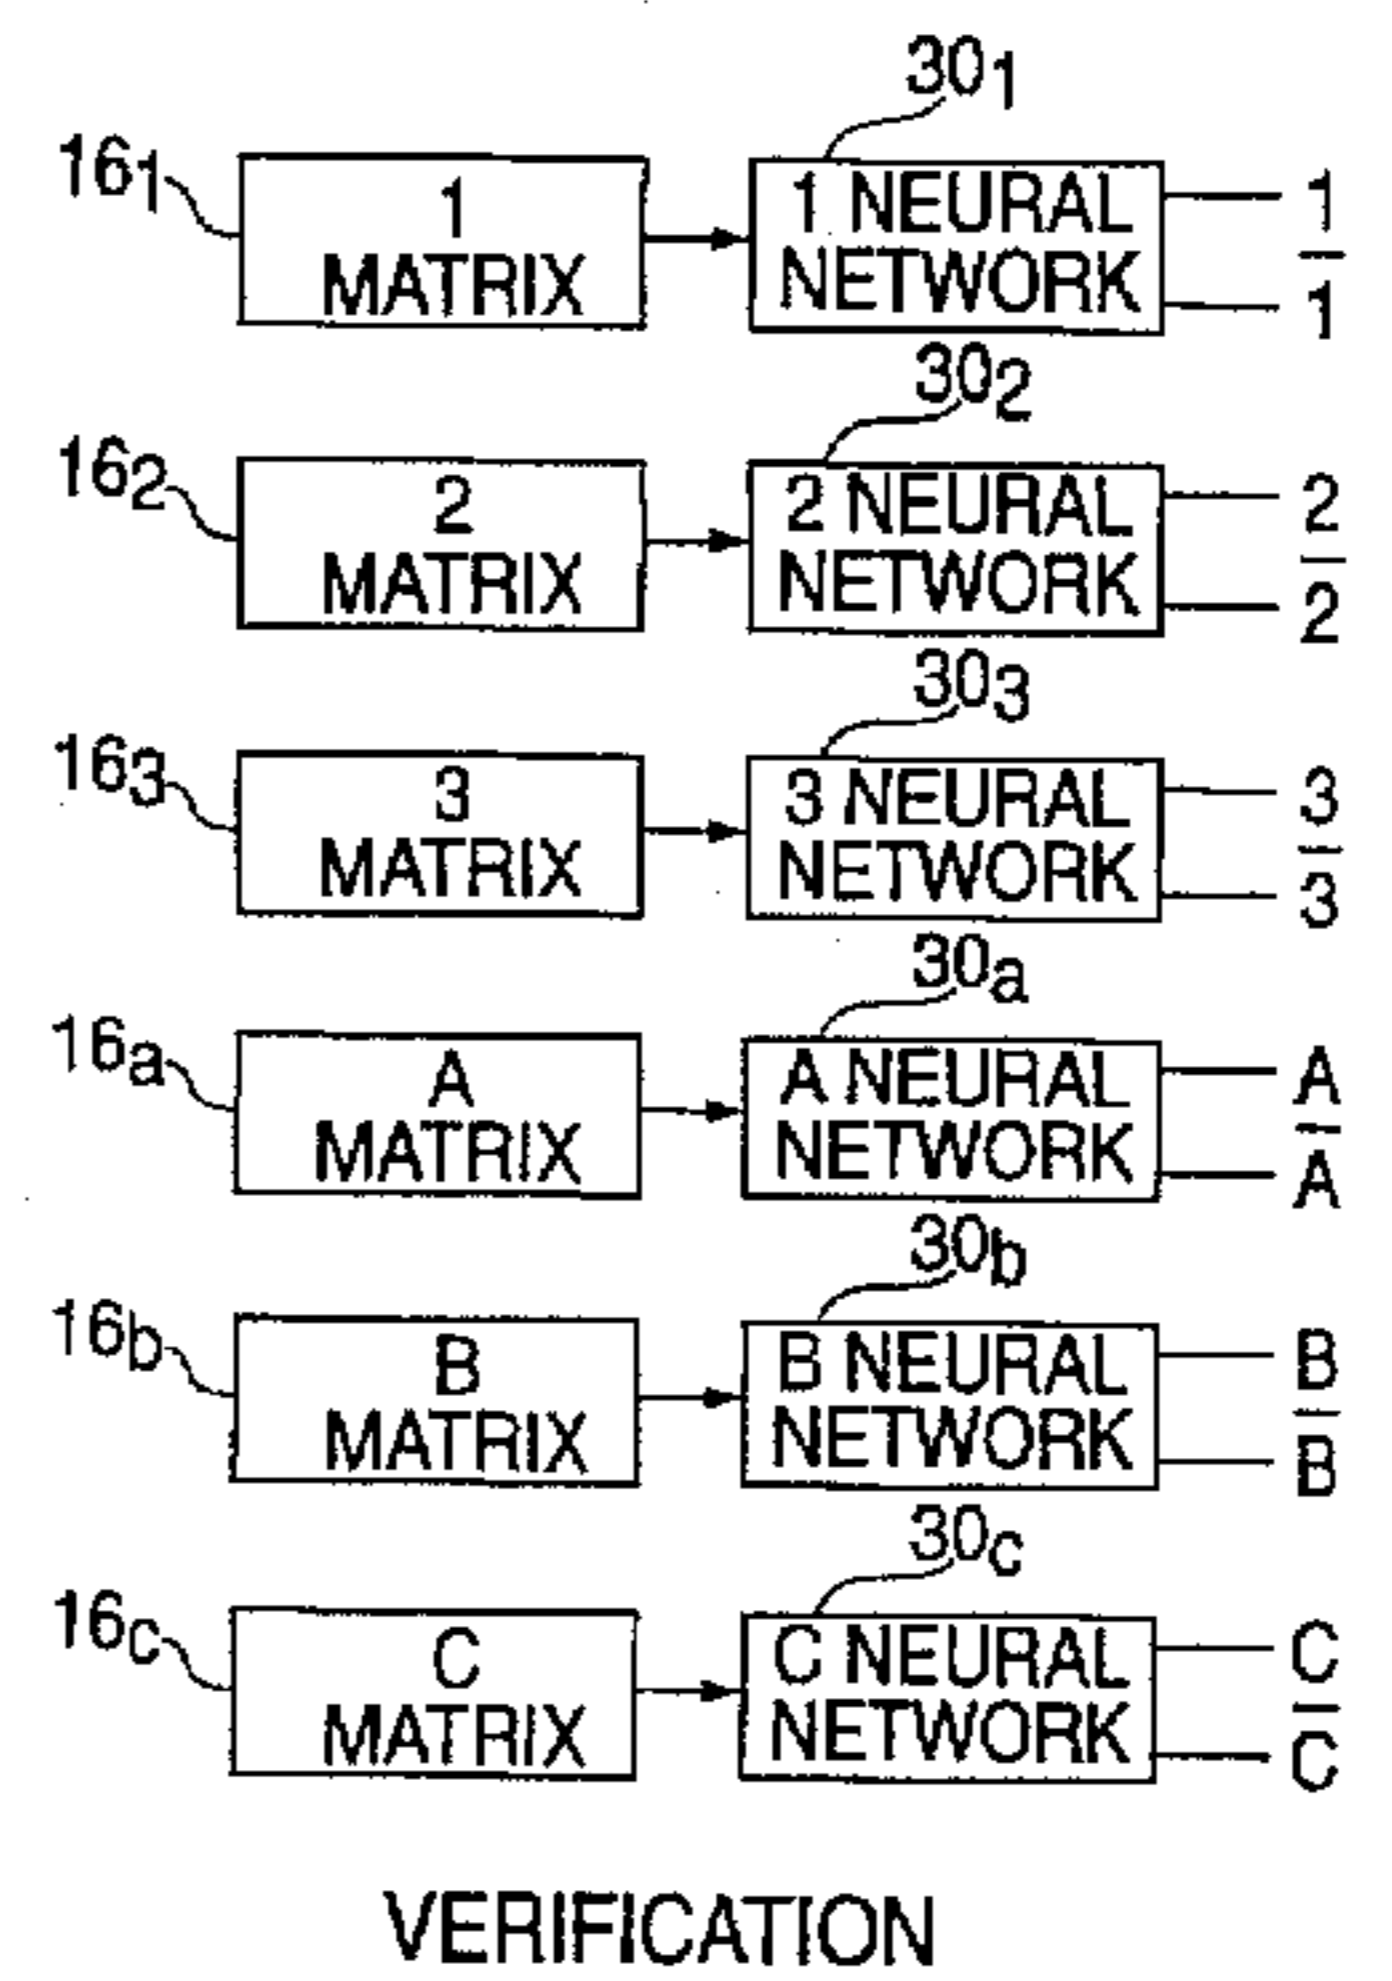 30₁
16₁
1 MATRIX
1 NEURAL NETWORK
1
1̅
30₂
16₂
2 MATRIX
2 NEURAL NETWORK
2
2̅
30₃
16₃
3 MATRIX
3 NEURAL NETWORK
3
3̅
30ₐ
16ₐ
A MATRIX
A NEURAL NETWORK
A
A̅
30b
16b
B MATRIX
B NEURAL NETWORK
B
B̅
30c
16c
C MATRIX
C NEURAL NETWORK
C
C̅
VERIFICATION